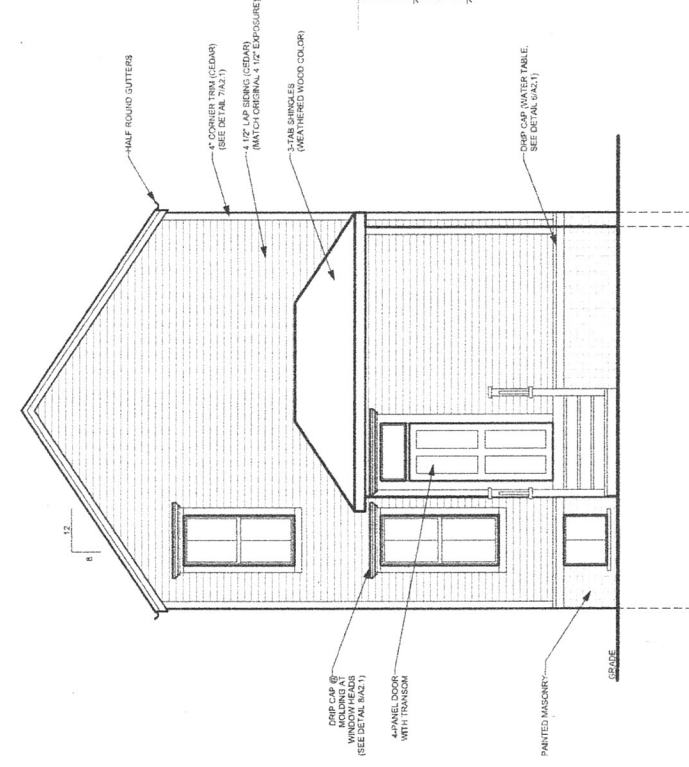 HALF ROUND GUTTERS
4" CORNER TRIM (CEDAR)
(SEE DETAIL 7/A2.1)
4 1/2" LAP SIDING (CEDAR)
(MATCH ORIGINAL 4 1/2" EXPOSURE)
3-TAB SHINGLES
(WEATHERED WOOD COLOR)
DRIP CAP (WATER TABLE,
SEE DETAIL 6/A2.1)
12
8
DRIP CAP @
MOLDING AT
WINDOW HEADS
(SEE DETAIL 8/A2.1)
4-PANEL DOOR
WITH TRANSOM
PAINTED MASONRY
GRADE